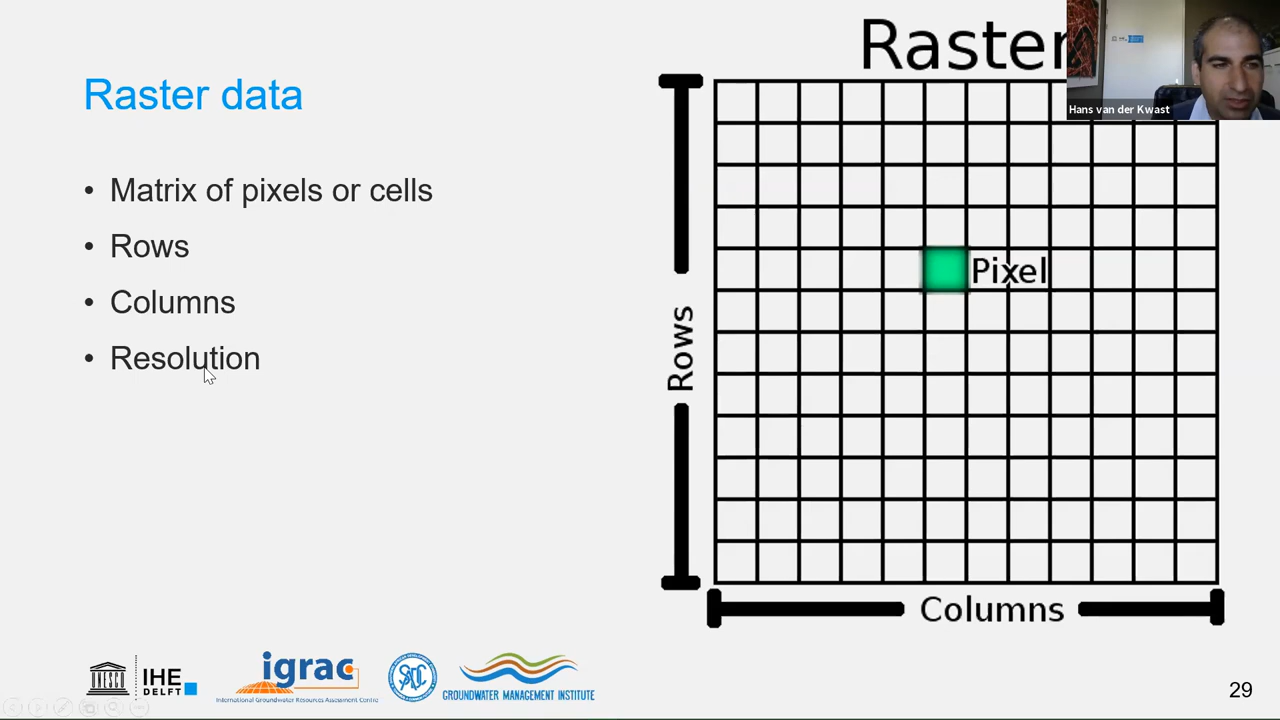 Raster
Hans van der Kwast
Raster data
• Matrix of pixels or cells
• Rows
• Columns
• Resolution
Pixel
Rows
Columns
UNESCO
IHE
DELFT
igrac
International Groundwater Resources Assessment Centre
GROUNDWATER MANAGEMENT INSTITUTE
29